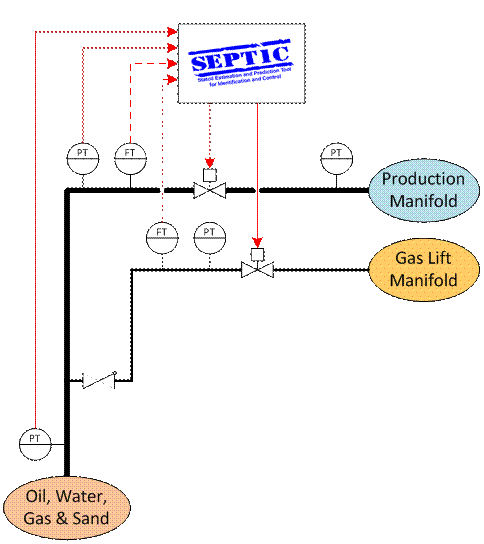 SEPTIC
Statoil Estimation and Prediction Tool
for Identification and Control
PT
FT
PT
Production
Manifold
FT
PT
Gas Lift
Manifold
PT
Oil, Water,
Gas & Sand